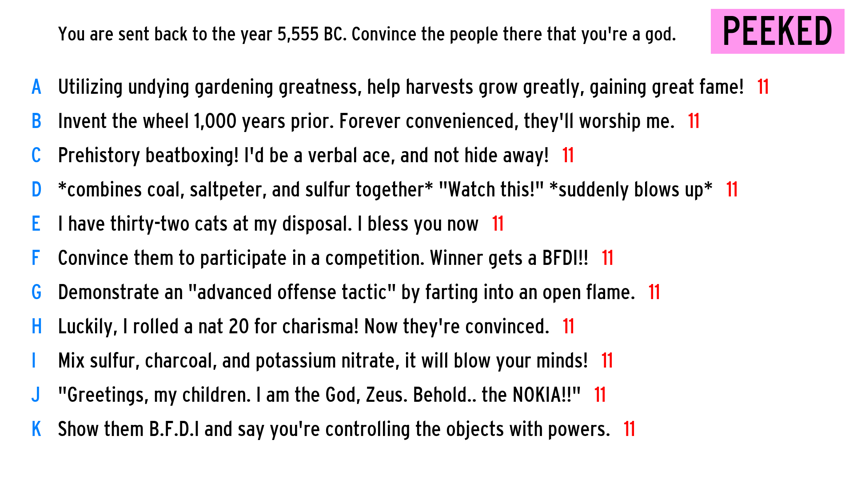 You are sent back to the year 5,555 BC. Convince the people there that you're a god.
PEEKED
A Utilizing undying gardening greatness, help harvests grow greatly, gaining great fame! 11
B Invent the wheel 1,000 years prior. Forever convenienced, they'll worship me. 11
C Prehistory beatboxing! I'd be a verbal ace, and not hide away! 11
D *combines coal, saltpeter, and sulfur together* "Watch this!" *suddenly blows up* 11
E I have thirty-two cats at my disposal. I bless you now 11
F Convince them to participate in a competition. Winner gets a BFDI!! 11
G Demonstrate an "advanced offense tactic" by farting into an open flame. 11
H Luckily, I rolled a nat 20 for charisma! Now they're convinced. 11
I Mix sulfur, charcoal, and potassium nitrate, it will blow your minds! 11
J "Greetings, my children. I am the God, Zeus. Behold.. the NOKIA!!" 11
K Show them B.F.D.I and say you're controlling the objects with powers. 11